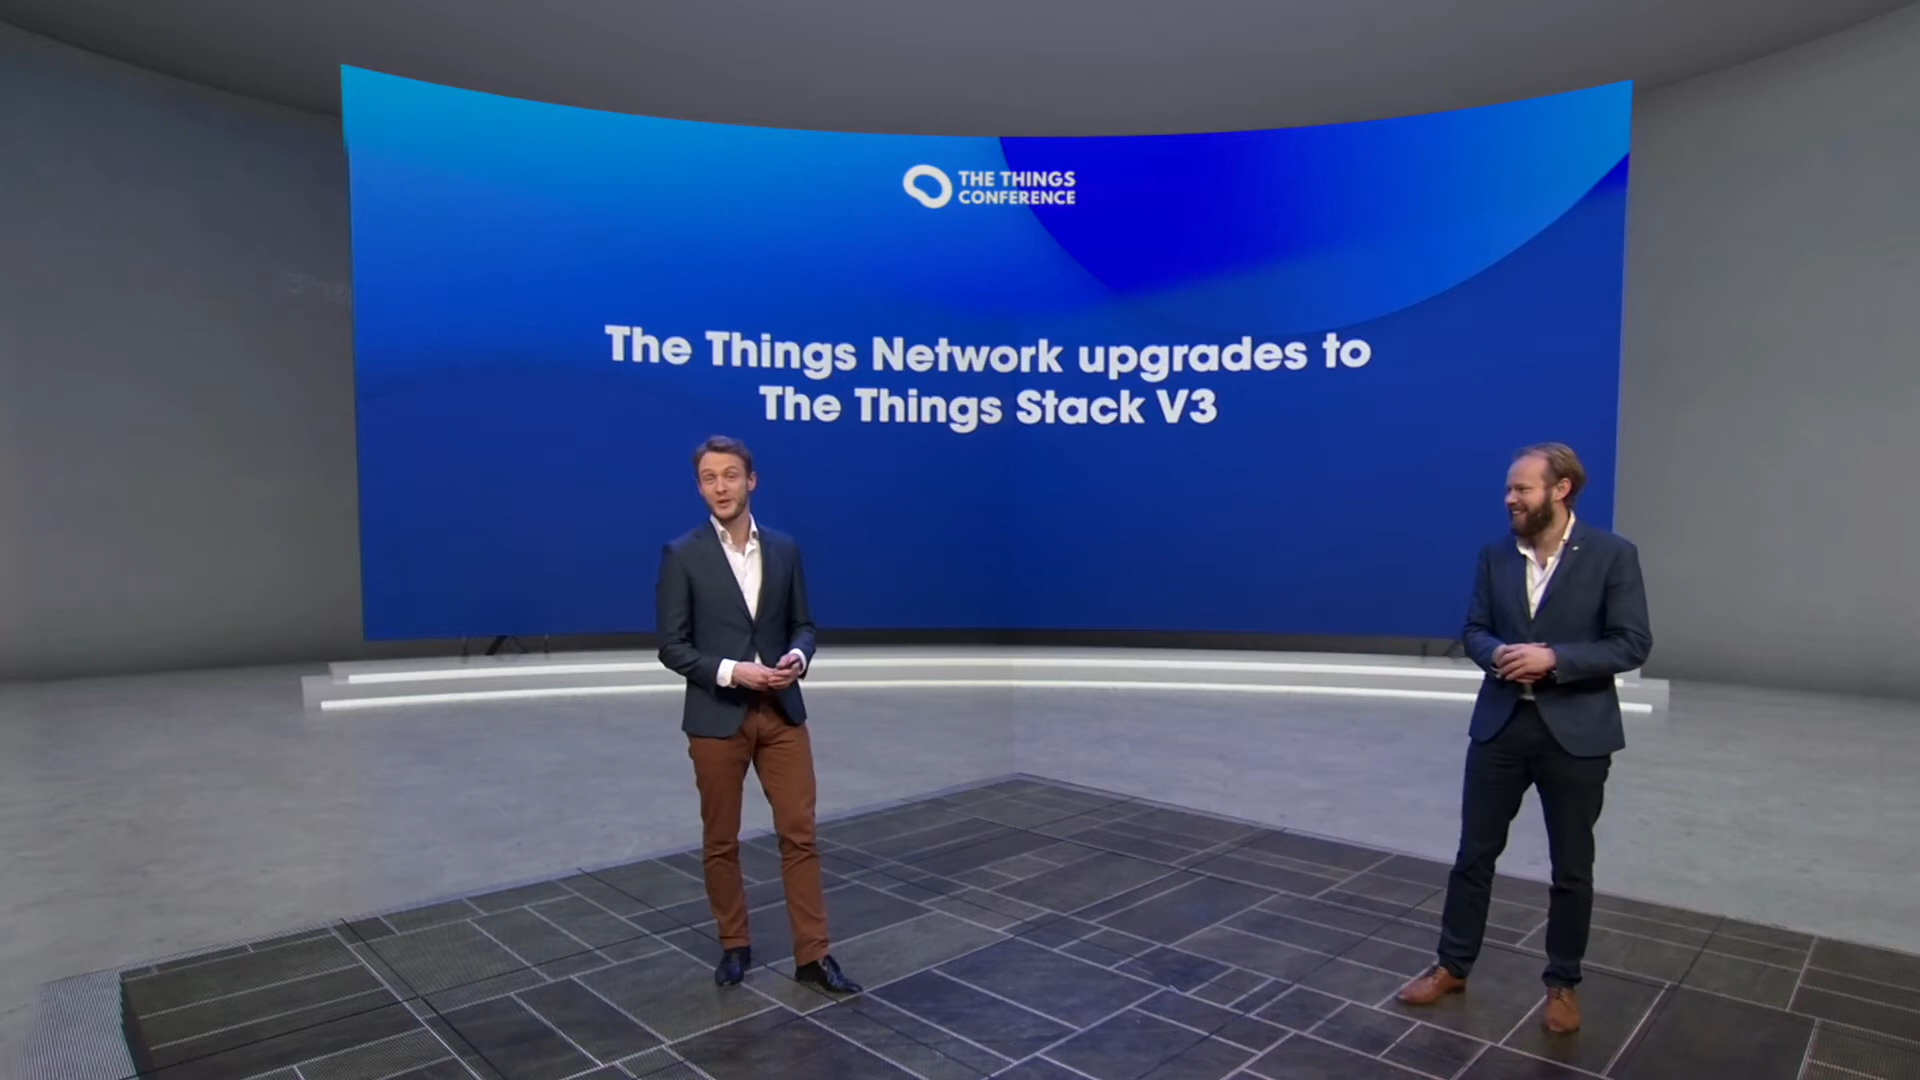 THE THINGS
CONFERENCE
The Things Network upgrades to
The Things Stack V3